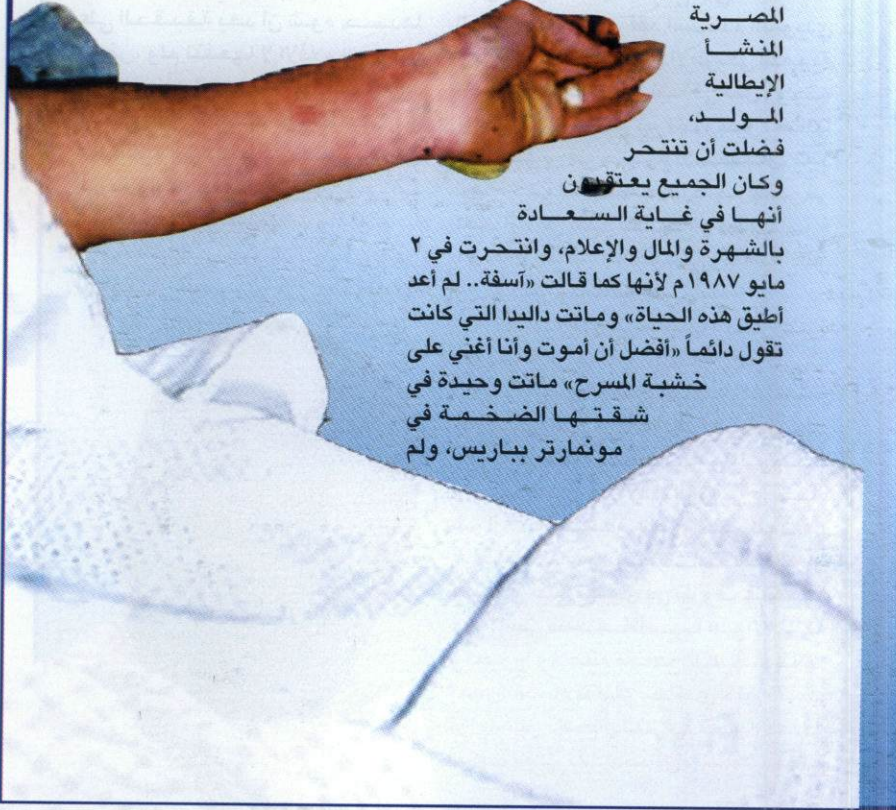 المصرية
المنشأ
الإيطالية
المولد،
فضلت أن تنتحر
وكان الجميع يعتقدون
أنها في غاية السعادة
بالشهرة والمال والإعلام، وانتحرت في ٢
مايو ١٩٨٧م لأنها كما قالت «آسفة.. لم أعد
أطيق هذه الحياة» وماتت داليدا التي كانت
تقول دائماً «أفضل أن أموت وأنا أغني على
خشبة المسرح» ماتت وحيدة في
شقتها الضخمة في
مونمارتر بباريس، ولم